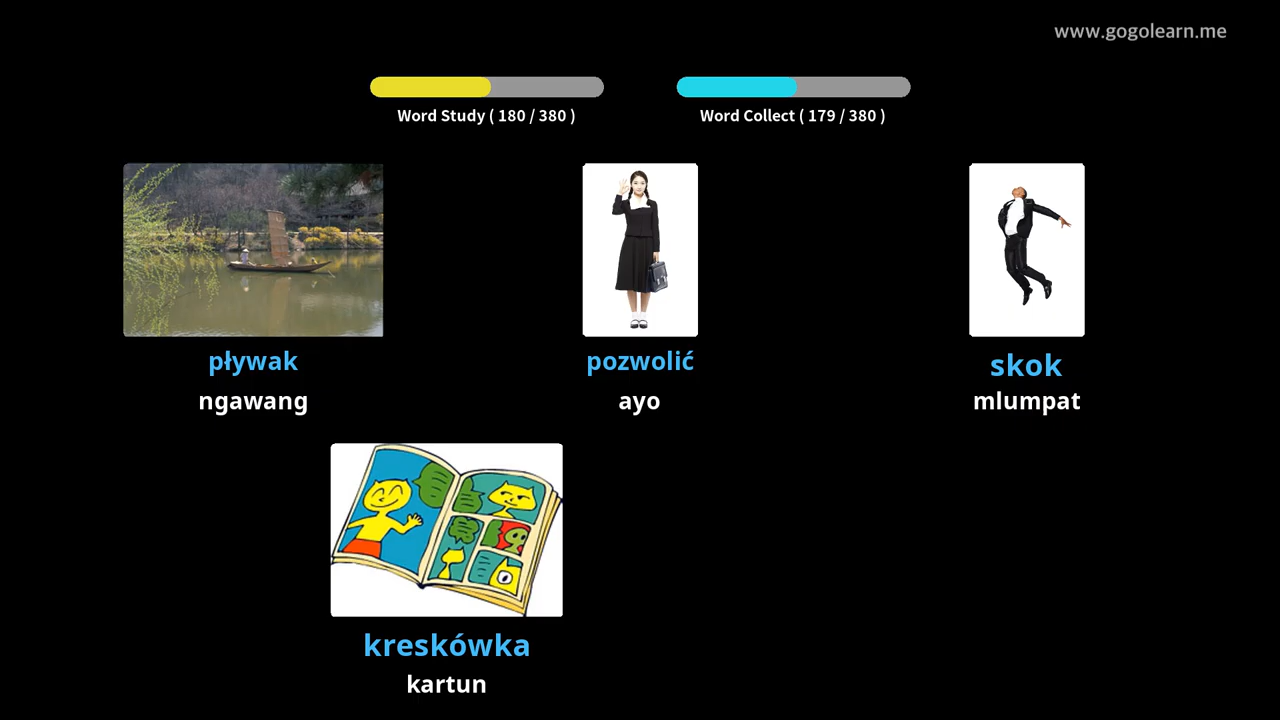 www.gogolearn.me
Word Study ( 180 / 380 )
Word Collect ( 179 / 380 )
pływak
ngawang
pozwolić
ayo
skok
mlumpat
kreskówka
kartun